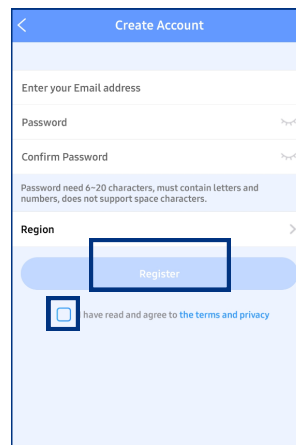 Create Account
Enter your Email address
Password
Confirm Password
Password need 6-20 characters, must contain letters and
numbers, does not support space characters.
Region
Register
have read and agree to the terms and privacy